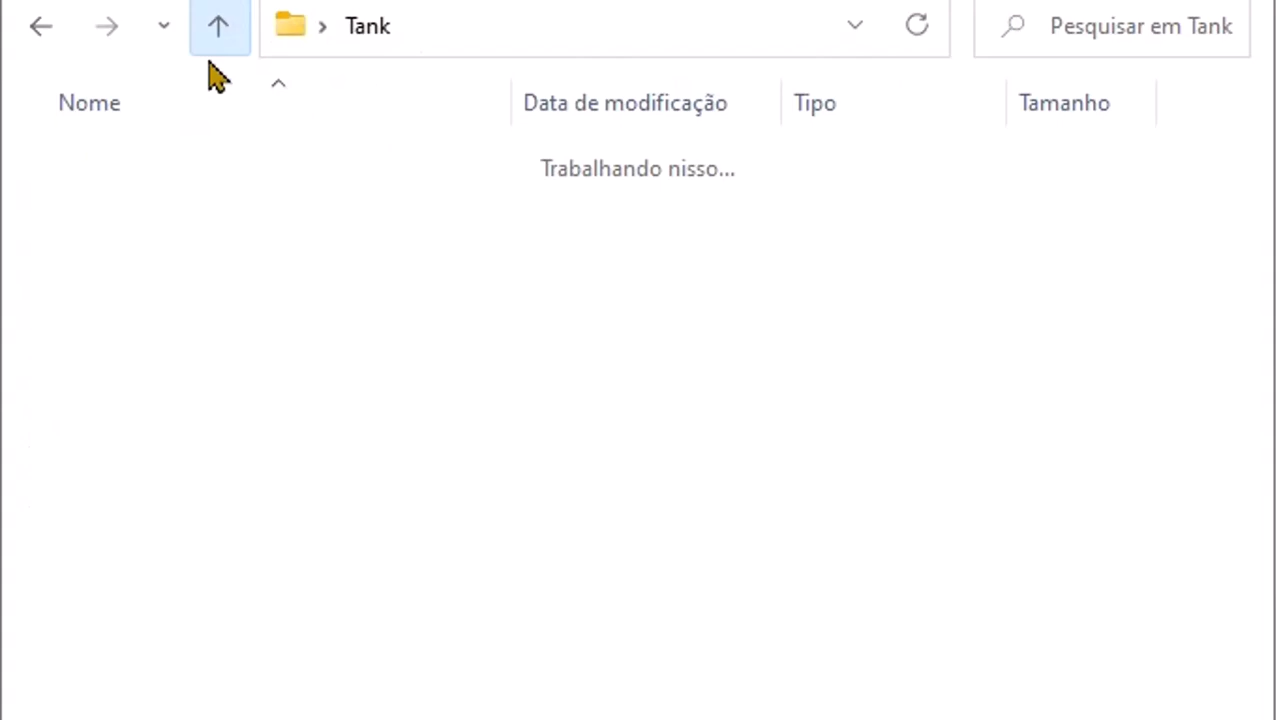 Tank
Pesquisar em Tank
Nome
Data de modificação
Tipo
Tamanho
Trabalhando nisso...